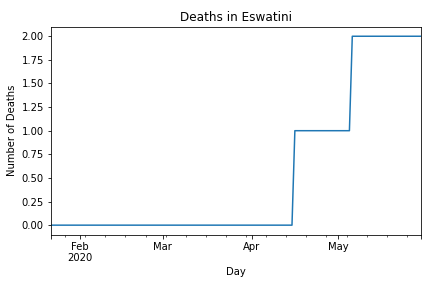 Deaths in Eswatini
2.00
1.75
1.50
1.25
1.00
0.75
0.50
0.25
0.00
Number of Deaths
Feb
2020
Mar
Apr
May
Day